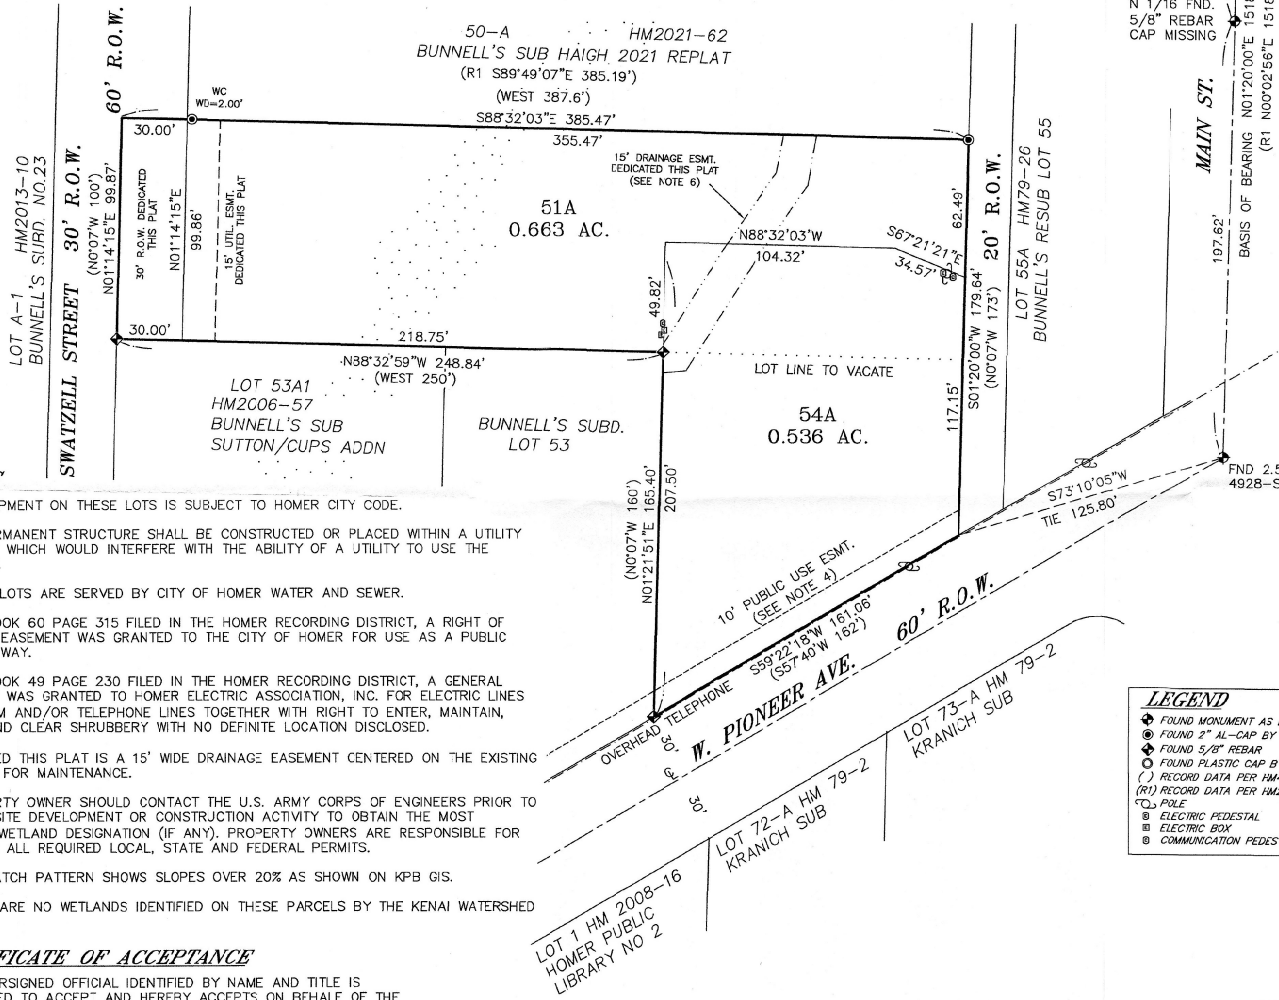 50-A HM2021-62
BUNNELL'S SUB HAIGH 2021 REPLAT
(R1 S89°49'07"E 385.19')
(WEST 387.6')
S88°32'03"E 385.47'
355.47'
WC
WD=2.00'
30.00'
60' R.O.W.
SWATZELL STREET 30' R.O.W.
LOT A-1 HM2013-10
BUNNELL'S SUBD. NO.23
(N0°07'W 100')
N01°14'15"E 99.87'
30' R.O.W. DEDICATED
THIS PLAT
N01°14'15"E
99.86'
15' UTIL. ESMT.
DEDICATED THIS PLAT
51A
0.663 AC.
15' DRAINAGE ESMT.
DEDICATED THIS PLAT
(SEE NOTE 6)
N88°32'03"W
104.32'
S67°21'21"E
34.57'
49.82'
62.49'
20' R.O.W.
LOT 55A HM79-26
BUNNELL'S RESUB LOT 55
S01°20'00"W 179.64'
(N0°07'W 173')
117.15'
30.00'
218.75'
N38°32'59"W 248.84'
(WEST 250')
LOT LINE TO VACATE
LOT 53A1
HM2006-57
BUNNELL'S SUB
SUTTON/CUPS ADDN
BUNNELL'S SUBD.
LOT 53
54A
0.536 AC.
(N0°07'W 160')
N01°21'51"E 165.40'
207.50'
10' PUBLIC USE ESMT.
(SEE NOTE 4)
S59°22'18"W 161.06'
(S57°40'W 162')
OVERHEAD TELEPHONE
W. PIONEER AVE. 60' R.O.W.
30'
30'
S73°10'05"W
TIE 125.80'
FND 2.5
4928-S
N 1/16 FND.
5/8" REBAR
CAP MISSING
MAIN ST.
197.62'
BASIS OF BEARING N01°20'00"E 1518
(R1 N00°02'56"E 1518
LOT 73-A HM 79-2
KRANICH SUB
LOT 72-A HM 79-2
KRANICH SUB
LOT 1 HM 2008-16
HOMER PUBLIC
LIBRARY NO 2
PMENT ON THESE LOTS IS SUBJECT TO HOMER CITY CODE.
RMANENT STRUCTURE SHALL BE CONSTRUCTED OR PLACED WITHIN A UTILITY
WHICH WOULD INTERFERE WITH THE ABILITY OF A UTILITY TO USE THE
LOTS ARE SERVED BY CITY OF HOMER WATER AND SEWER.
OOK 60 PAGE 315 FILED IN THE HOMER RECORDING DISTRICT, A RIGHT OF
EASEMENT WAS GRANTED TO THE CITY OF HOMER FOR USE AS A PUBLIC
WAY.
OOK 49 PAGE 230 FILED IN THE HOMER RECORDING DISTRICT, A GENERAL
WAS GRANTED TO HOMER ELECTRIC ASSOCIATION, INC. FOR ELECTRIC LINES
M AND/OR TELEPHONE LINES TOGETHER WITH RIGHT TO ENTER, MAINTAIN,
ND CLEAR SHRUBBERY WITH NO DEFINITE LOCATION DISCLOSED.
ED THIS PLAT IS A 15' WIDE DRAINAGE EASEMENT CENTERED ON THE EXISTING
FOR MAINTENANCE.
RTY OWNER SHOULD CONTACT THE U.S. ARMY CORPS OF ENGINEERS PRIOR TO
SITE DEVELOPMENT OR CONSTRUCTION ACTIVITY TO OBTAIN THE MOST
WETLAND DESIGNATION (IF ANY). PROPERTY OWNERS ARE RESPONSIBLE FOR
ALL REQUIRED LOCAL, STATE AND FEDERAL PERMITS.
ATCH PATTERN SHOWS SLOPES OVER 20% AS SHOWN ON KPB GIS.
ARE NO WETLANDS IDENTIFIED ON THESE PARCELS BY THE KENAI WATERSHED
FICATE OF ACCEPTANCE
RSIGNED OFFICIAL IDENTIFIED BY NAME AND TITLE IS
ED TO ACCEPT AND HEREBY ACCEPTS ON BEHALF OF THE
LEGEND
FOUND MONUMENT AS
FOUND 2" AL-CAP BY
FOUND 5/8" REBAR
FOUND PLASTIC CAP B
( ) RECORD DATA PER HM
(R1) RECORD DATA PER HM
POLE
ELECTRIC PEDESTAL
ELECTRIC BOX
COMMUNICATION PEDES